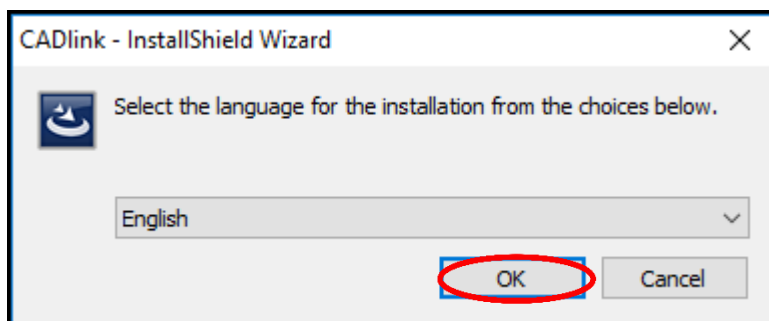 CADlink - InstallShield Wizard
Select the language for the installation from the choices below.
English
OK
Cancel